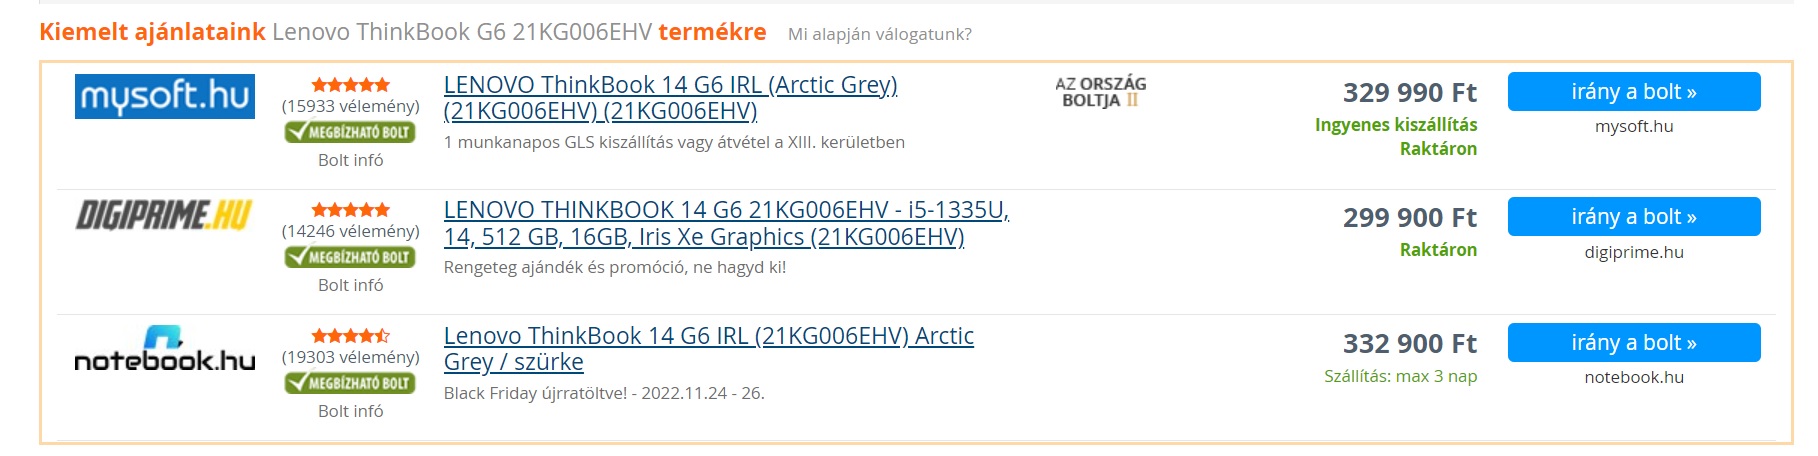 Kiemelt ajánlataink Lenovo ThinkBook G6 21KG006EHV termékre Mi alapján válogatunk?
mysoft.hu
(15933 vélemény)
MEGBÍZHATÓ BOLT
Bolt infó
LENOVO ThinkBook 14 G6 IRL (Arctic Grey)
(21KG006EHV) (21KG006EHV)
1 munkanapos GLS kiszállítás vagy átvétel a XIII. kerületben
AZ ORSZÁG
BOLTJA II
329 990 Ft
Ingyenes kiszállítás
Raktáron
irány a bolt »
mysoft.hu
DIGIPRIME.HU
(14246 vélemény)
MEGBÍZHATÓ BOLT
Bolt infó
LENOVO THINKBOOK 14 G6 21KG006EHV - i5-1335U,
14, 512 GB, 16GB, Iris Xe Graphics (21KG006EHV)
Rengeteg ajándék és promóció, ne hagyd ki!
299 900 Ft
Raktáron
irány a bolt »
digiprime.hu
notebook.hu
(19303 vélemény)
MEGBÍZHATÓ BOLT
Bolt infó
Lenovo ThinkBook 14 G6 IRL (21KG006EHV) Arctic
Grey / szürke
Black Friday újrratöltve! - 2022.11.24 - 26.
332 900 Ft
Szállítás: max 3 nap
irány a bolt »
notebook.hu